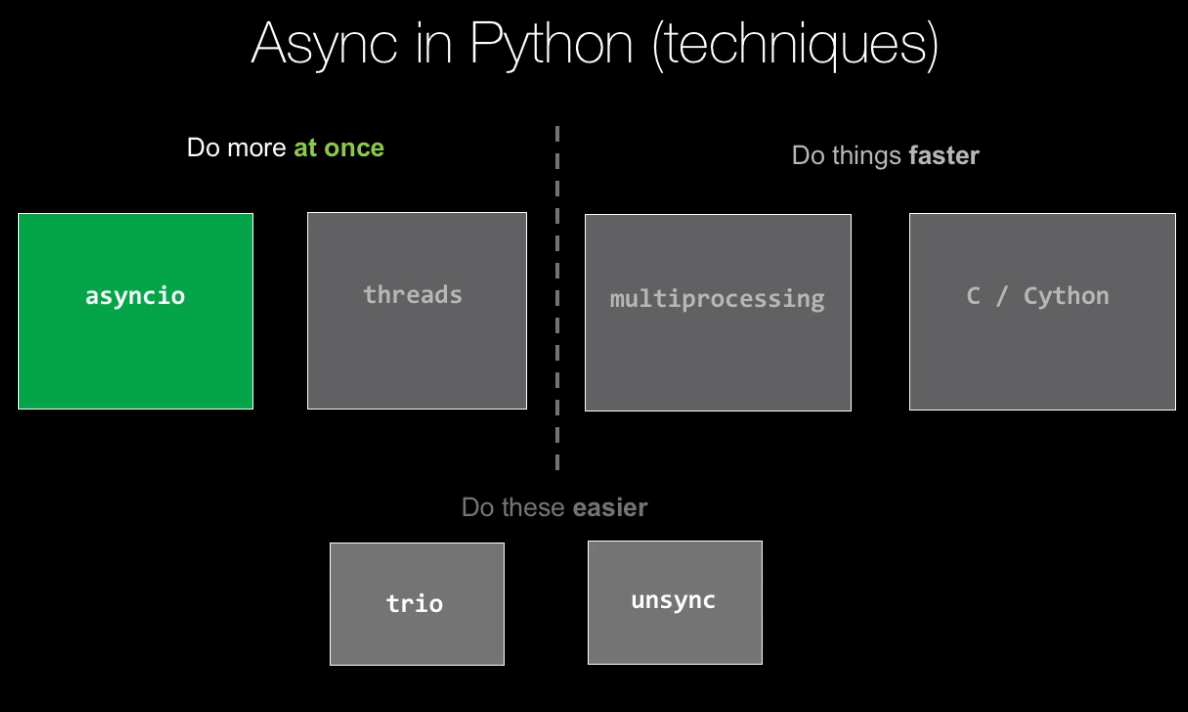 Async in Python (techniques)
Do more at once
Do things faster
asyncio
threads
multiprocessing
C / Cython
Do these easier
trio
unsync